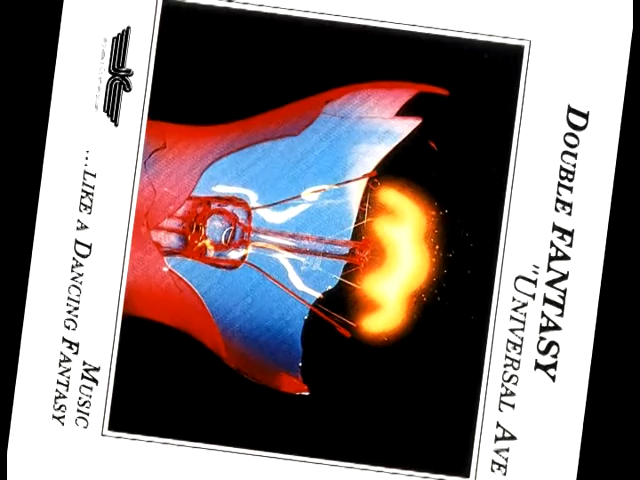 DOUBLE FANTASY
"UNIVERSAL AVE
MUSIC
...LIKE A DANCING FANTASY